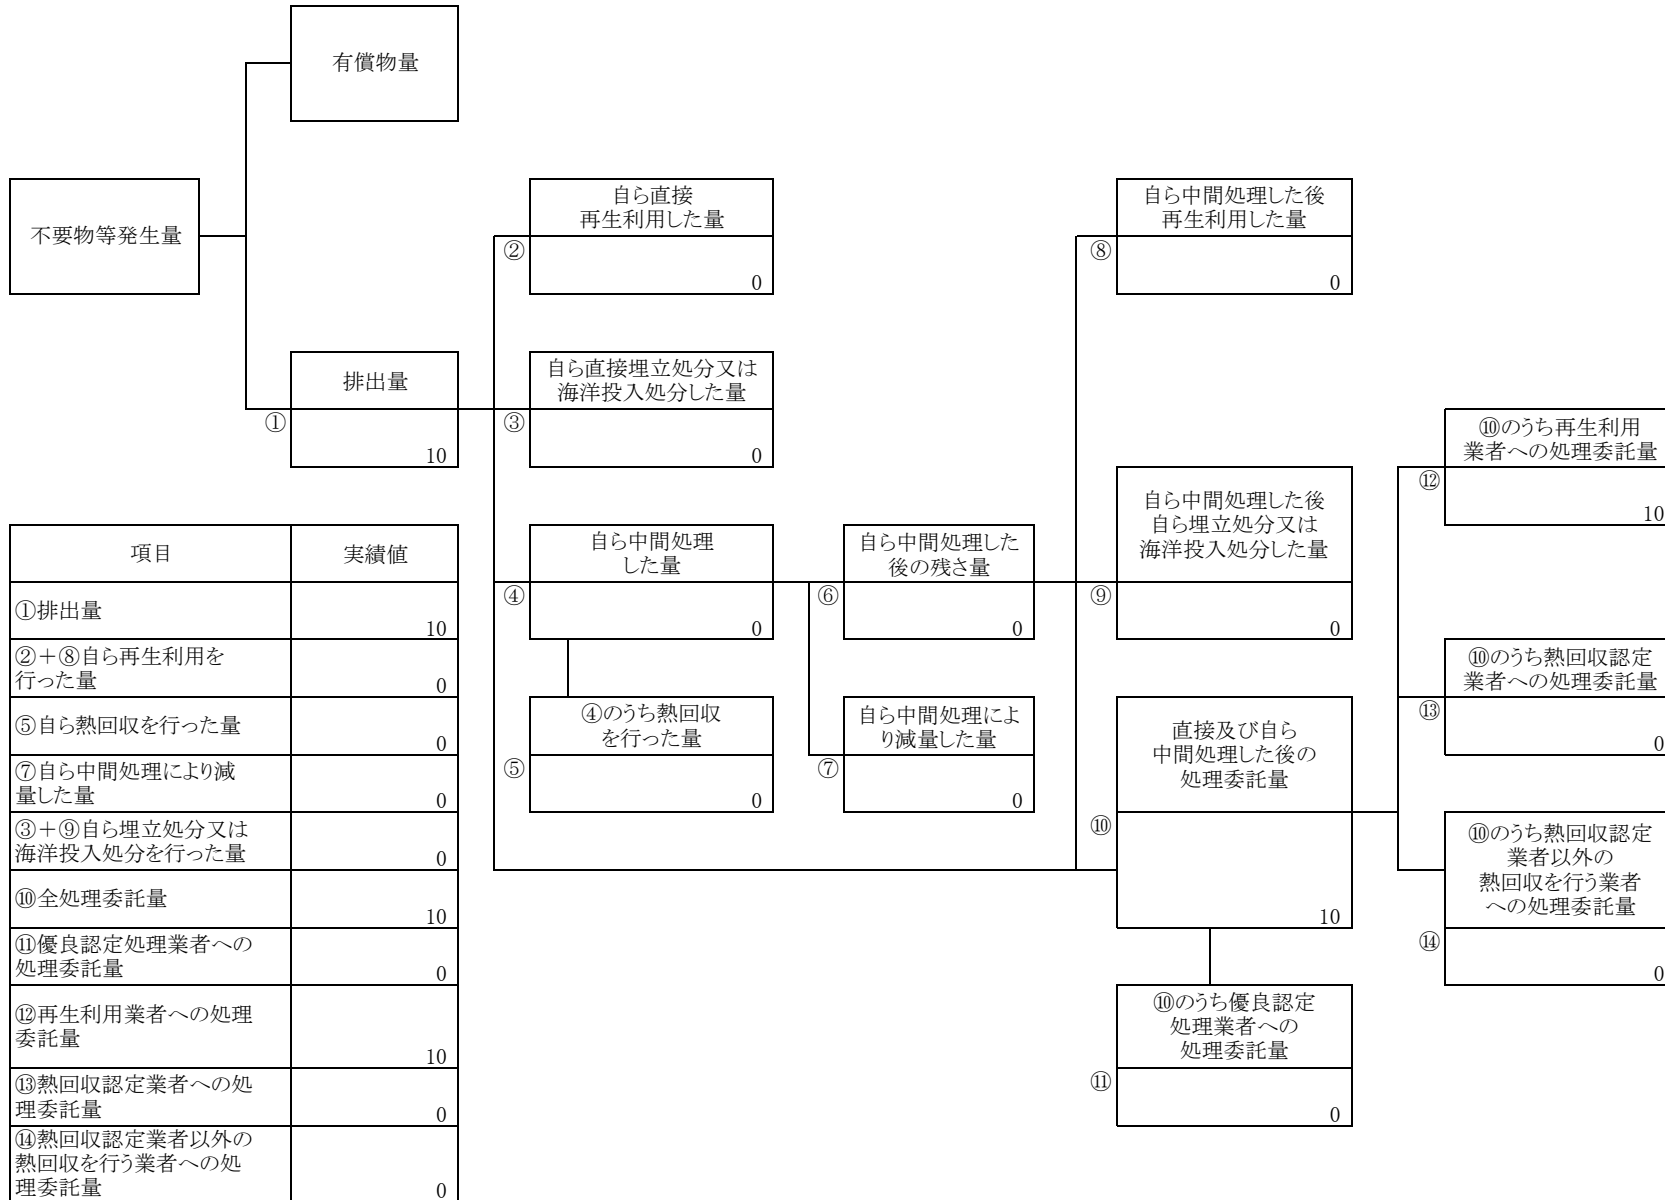 有償物量
不要物等発生量
排出量
①
10
自ら直接
再生利用した量
②
0
自ら直接埋立処分又は
海洋投入処分した量
③
0
自ら中間処理
した量
④
0
④のうち熱回収
を行った量
⑤
0
自ら中間処理した
後の残さ量
⑥
0
自ら中間処理によ
り減量した量
⑦
0
自ら中間処理した後
再生利用した量
⑧
0
自ら中間処理した後
自ら埋立処分又は
海洋投入処分した量
⑨
0
直接及び自ら
中間処理した後の
処理委託量
⑩
10
⑩のうち優良認定
処理業者への
処理委託量
⑪
0
⑩のうち再生利用
業者への処理委託量
⑫
10
⑩のうち熱回収認定
業者への処理委託量
⑬
0
⑩のうち熱回収認定
業者以外の
熱回収を行う業者
への処理委託量
⑭
0
項目 実績値
①排出量
10
②+⑧自ら再生利用を
行った量
0
⑤自ら熱回収を行った量
0
⑦自ら中間処理により減
量した量
0
③+⑨自ら埋立処分又は
海洋投入処分を行った量
0
⑩全処理委託量
10
⑪優良認定処理業者への
処理委託量
0
⑫再生利用業者への処理
委託量
10
⑬熱回収認定業者への処
理委託量
0
⑭熱回収認定業者以外の
熱回収を行う業者への処
理委託量
0